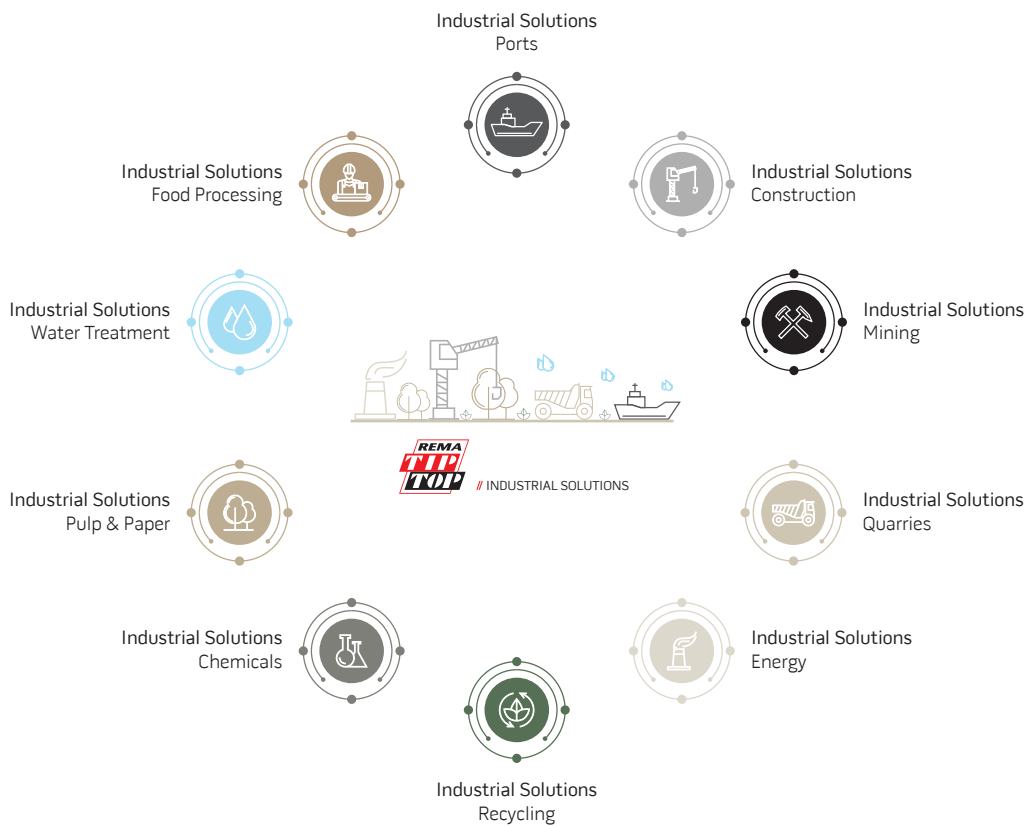 Industrial Solutions
Ports
Industrial Solutions
Food Processing
Industrial Solutions
Construction
Industrial Solutions
Water Treatment
Industrial Solutions
Mining
REMA
TIP
TOP
// INDUSTRIAL SOLUTIONS
Industrial Solutions
Pulp & Paper
Industrial Solutions
Quarries
Industrial Solutions
Chemicals
Industrial Solutions
Energy
Industrial Solutions
Recycling